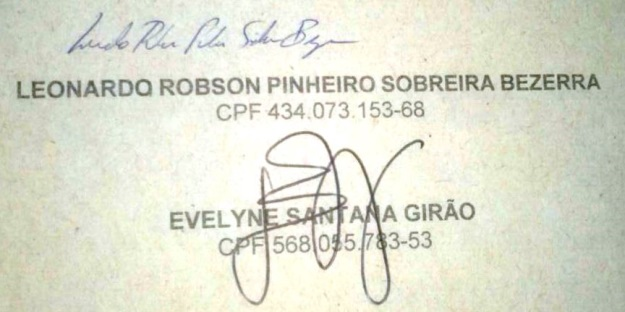 LEONARDO ROBSON PINHEIRO SOBREIRA BEZERRA
CPF 434.073.153-68
EVELYNE SANTANA GIRÃO
CPF 568.055.783-53